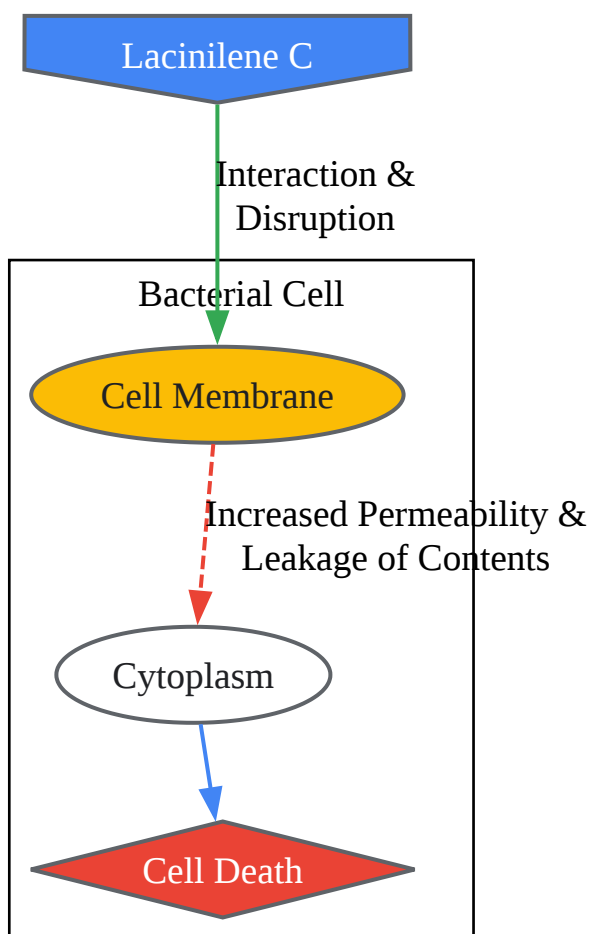 Lacinilene C
Interaction &
Disruption
Bacterial Cell
Cell Membrane
Increased Permeability &
Leakage of Contents
Cytoplasm
Cell Death